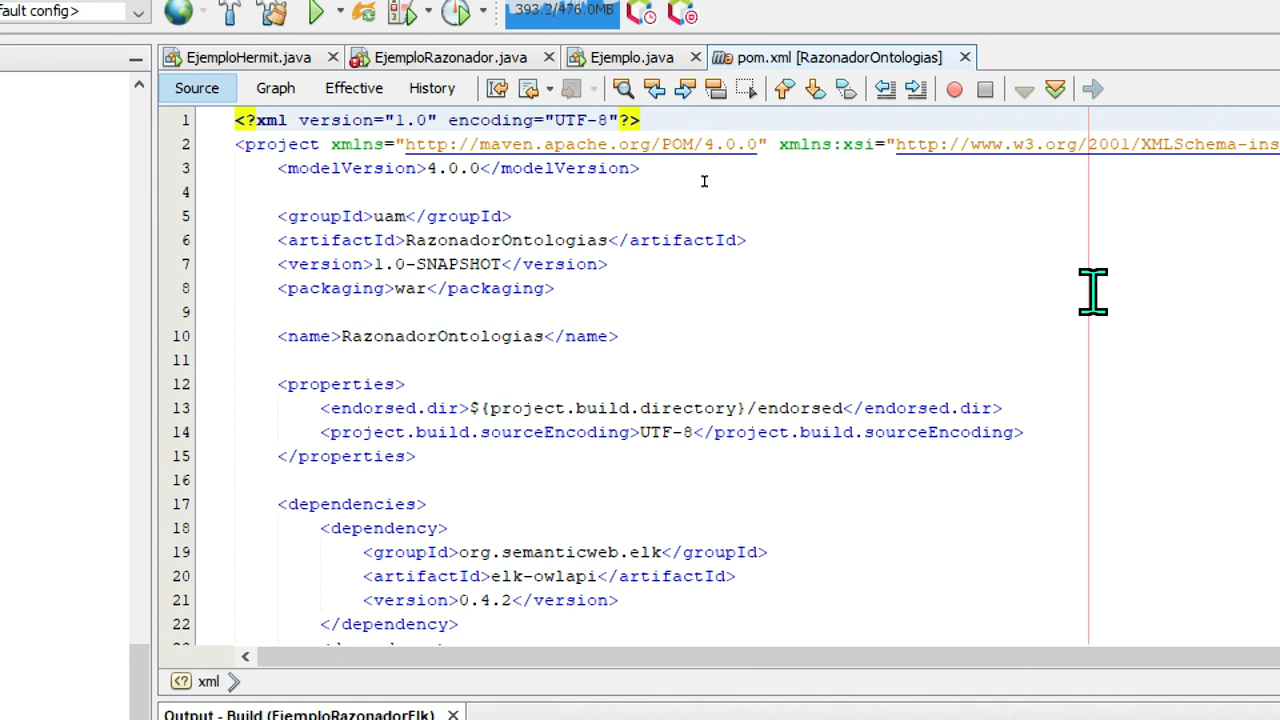 fault config>
393.2/476.0MB
EjemploHermit.java
EjemploRazonador.java
Ejemplo.java
pom.xml [RazonadorOntologias]
Source
Graph
Effective
History
1 <?xml version="1.0" encoding="UTF-8"?>
2 <project xmlns="http://maven.apache.org/POM/4.0.0" xmlns:xsi="http://www.w3.org/2001/XMLSchema-ins
3 <modelVersion>4.0.0</modelVersion>
4
5 <groupId>uam</groupId>
6 <artifactId>RazonadorOntologias</artifactId>
7 <version>1.0-SNAPSHOT</version>
8 <packaging>war</packaging>
9
10 <name>RazonadorOntologias</name>
11
12 <properties>
13 <endorsed.dir>${project.build.directory}/endorsed</endorsed.dir>
14 <project.build.sourceEncoding>UTF-8</project.build.sourceEncoding>
15 </properties>
16
17 <dependencies>
18 <dependency>
19 <groupId>org.semanticweb.elk</groupId>
20 <artifactId>elk-owlapi</artifactId>
21 <version>0.4.2</version>
22 </dependency>
xml
Output - Build (EjemploRazonadorElk)